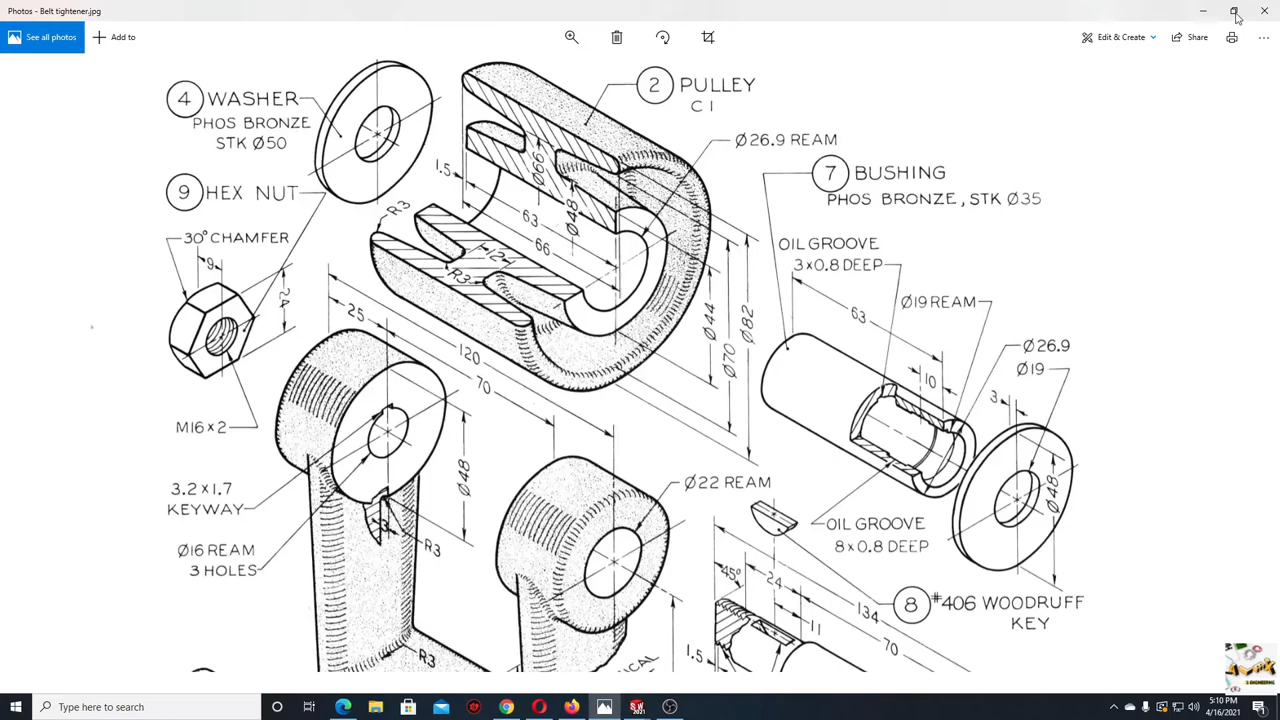 Photos - Belt tightener.jpg
See all photos
Add to
Edit & Create
Share
4 WASHER
PHOS BRONZE
STK Ø50
9 HEX NUT
30° CHAMFER
9
24
M16 × 2
2 PULLEY
C I
Ø26.9 REAM
1.5
Ø66
Ø48
63
66
R3
R3
12
Ø44
Ø70
Ø82
7 BUSHING
PHOS BRONZE, STK Ø35
OIL GROOVE
3 × 0.8 DEEP
Ø19 REAM
63
10
Ø26.9
Ø19
3
Ø48
OIL GROOVE
8 × 0.8 DEEP
25
120
70
Ø48
3.2 × 1.7
KEYWAY
Ø16 REAM
3 HOLES
3
R3
R3
Ø22 REAM
8 #406 WOODRUFF
KEY
45°
24
134
11
70
1.5
Type here to search
SW
2021
5:10 PM
4/16/2021